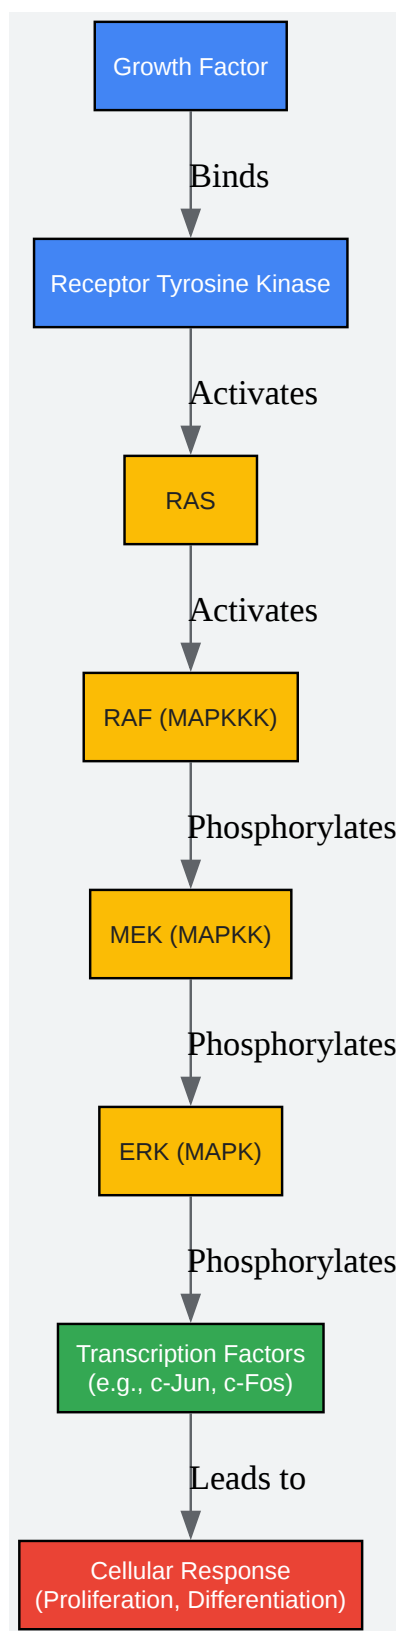 Growth Factor
Binds
Receptor Tyrosine Kinase
Activates
RAS
Activates
RAF (MAPKKK)
Phosphorylates
MEK (MAPKK)
Phosphorylates
ERK (MAPK)
Phosphorylates
Transcription Factors
(e.g., c-Jun, c-Fos)
Leads to
Cellular Response
(Proliferation, Differentiation)